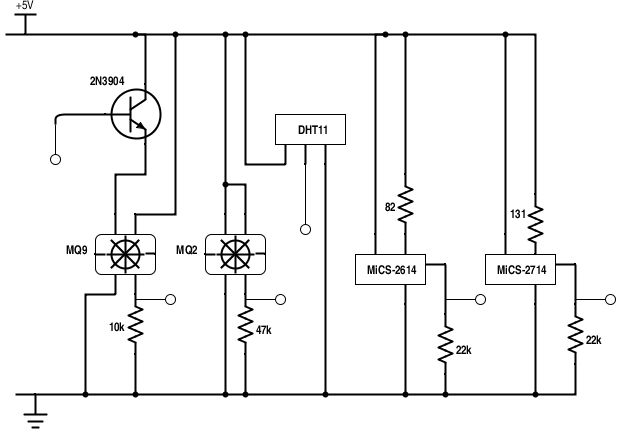 +5V
2N3904
DHT11
82
131
MQ9
MQ2
MiCS-2614
MiCS-2714
10k
47k
22k
22k